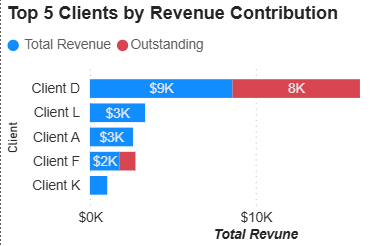 Top 5 Clients by Revenue Contribution
Total Revenue Outstanding
Client
Client D $9K 8K
Client L $3K
Client A $3K
Client F $2K
Client K
$0K $10K
Total Revune